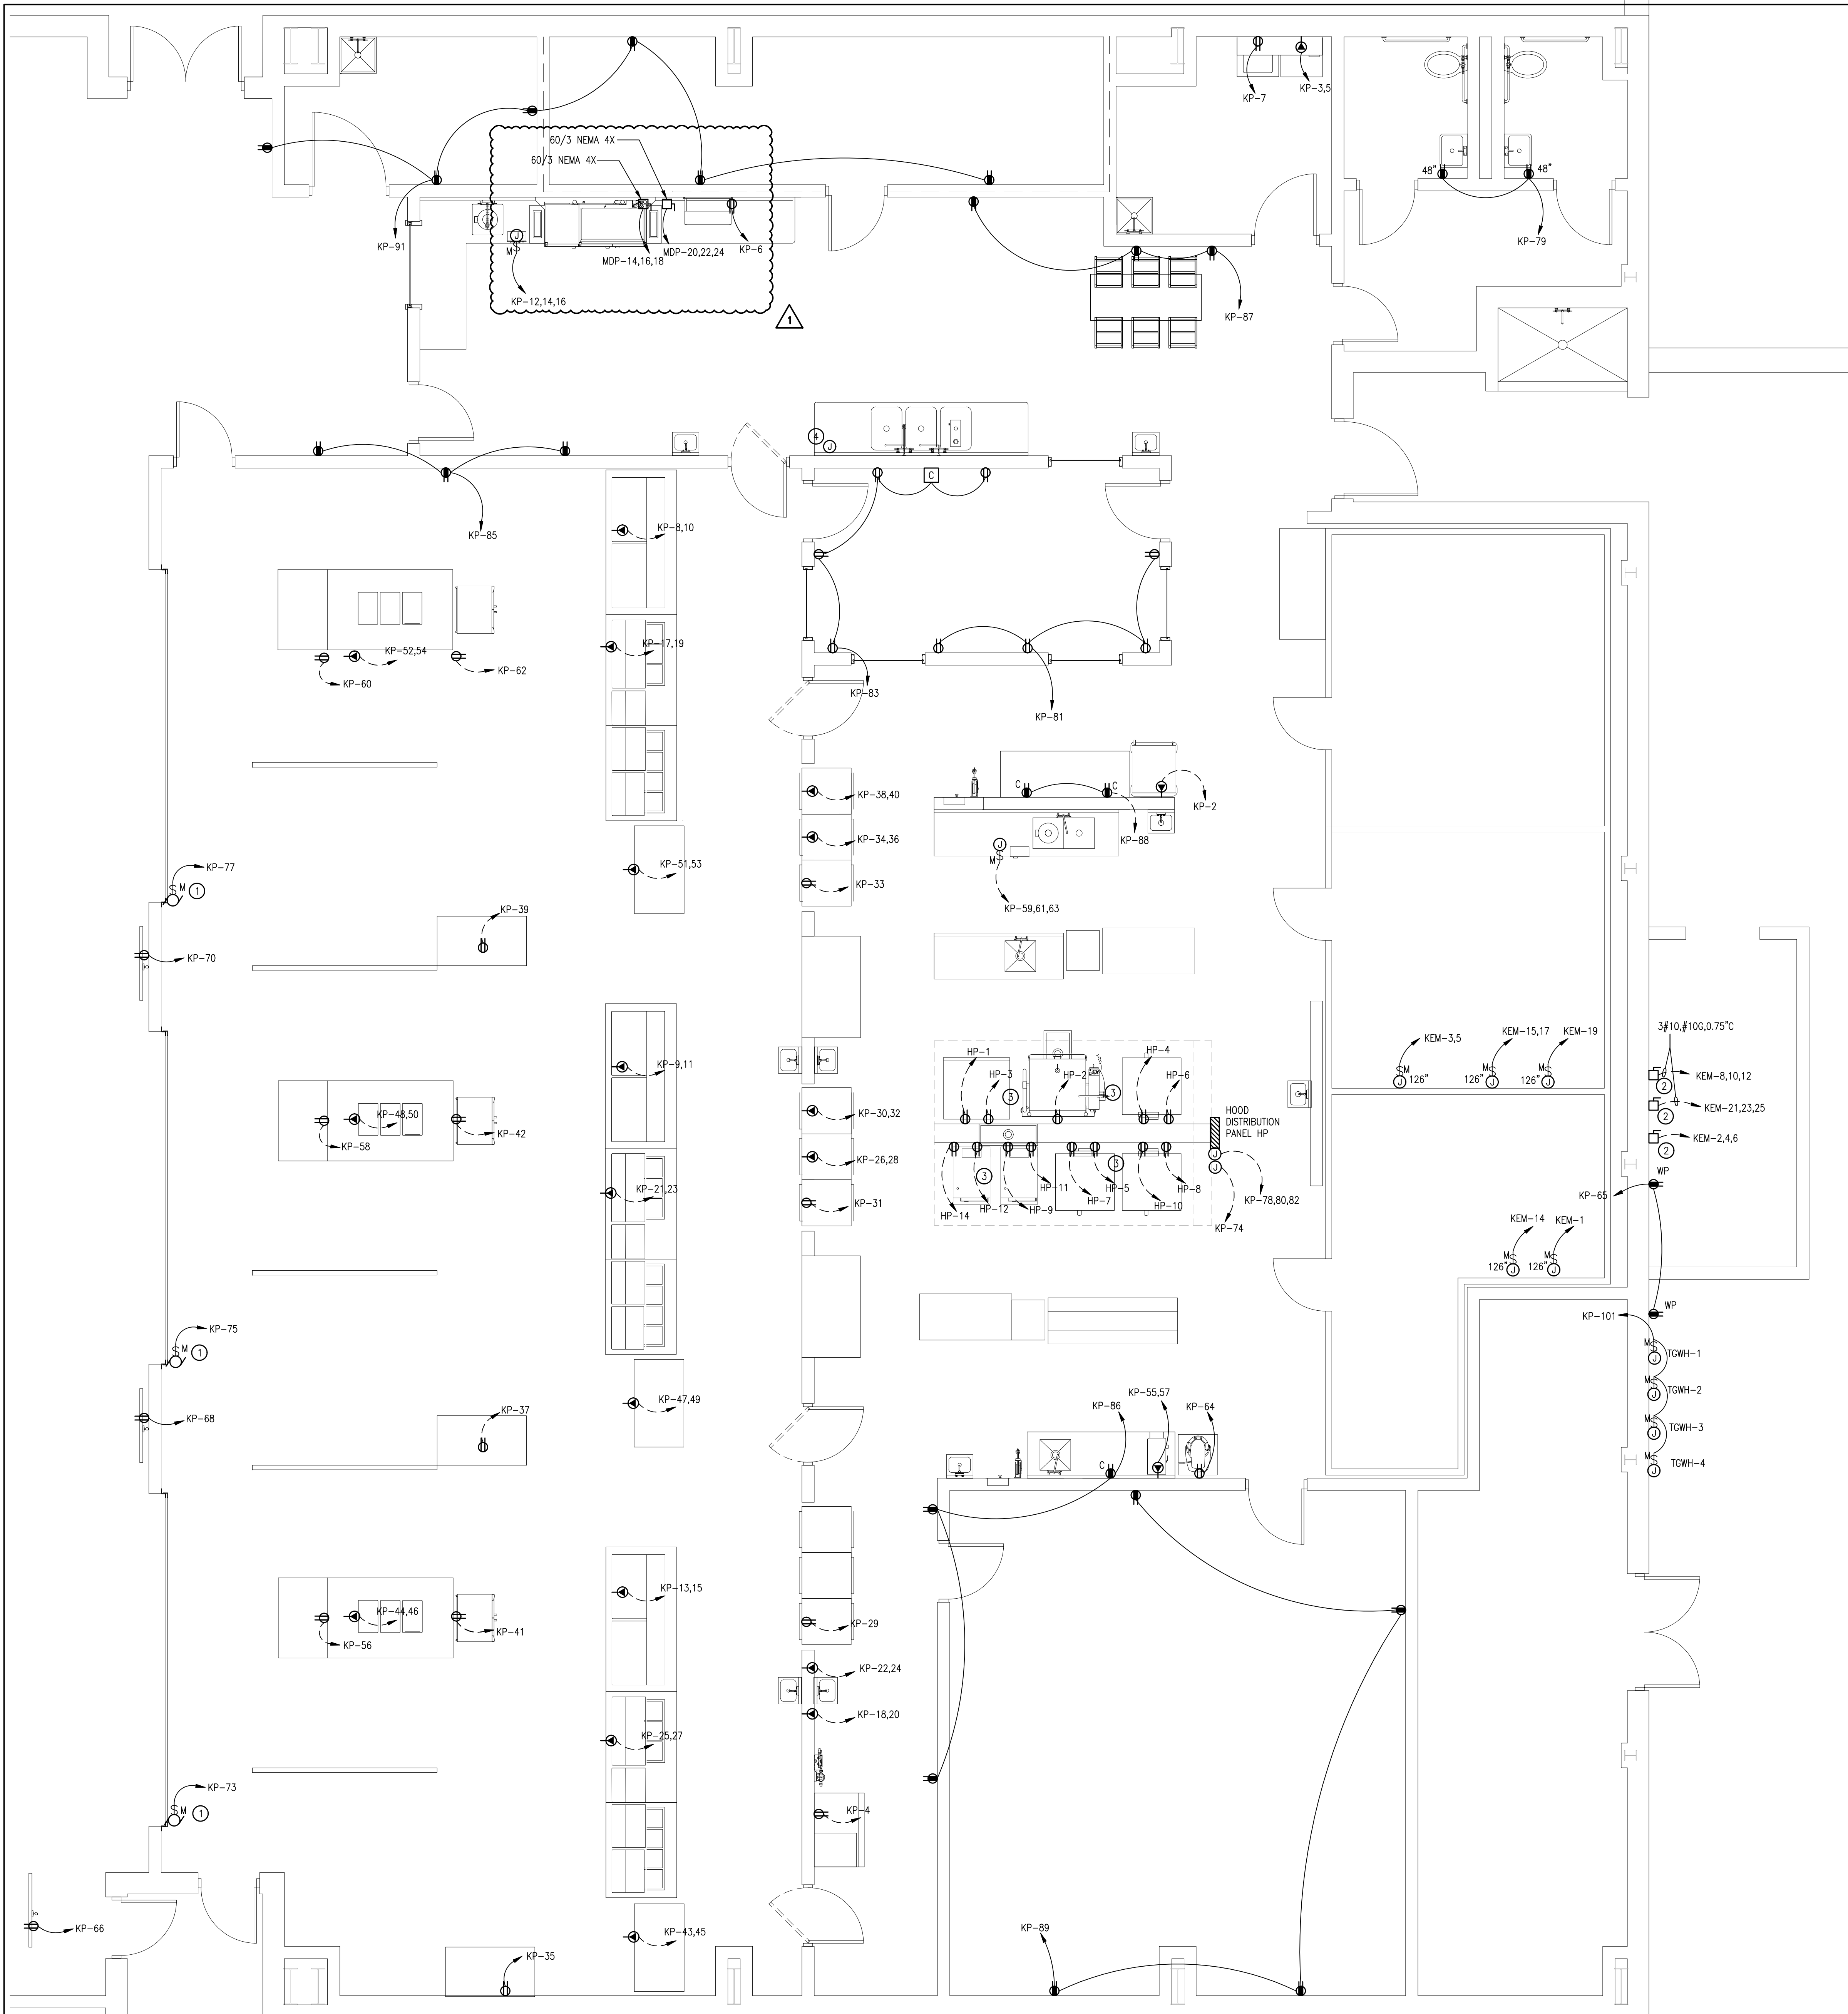 KP-7
KP-3,5
60/3 NEMA 4X
60/3 NEMA 4X
48"
48"
KP-91
J
M
$
KP-6
MDP-20,22,24
MDP-14,16,18
KP-79
KP-12,14,16
1
KP-87
4
J
C
KP-85
KP-8,10
KP-17,19
KP-52,54
KP-62
KP-60
KP-83
KP-81
KP-38,40
C
C
KP-2
KP-34,36
KP-88
J
M
$
KP-77
$
M
1
KP-51,53
KP-33
KP-59,61,63
KP-39
KP-70
3#10,#10G,0.75"C
KEM-3,5
KEM-15,17
KEM-19
HP-1
HP-3
HP-2
HP-4
HP-6
3
3
KP-9,11
$
M
J
126"
M
$
126"
J
M
$
126"
J
2
KEM-8,10,12
KP-48,50
KP-42
KP-58
KP-30,32
HOOD
DISTRIBUTION
PANEL HP
2
KEM-21,23,25
2
KEM-2,4,6
KP-26,28
J
J
3
3
WP
KP-21,23
KP-31
HP-14
HP-12
HP-9
HP-11
HP-7
HP-5
HP-10
HP-8
KP-78,80,82
KP-74
KP-65
KEM-14
KEM-1
M
$
126"
J
M
$
126"
J
WP
KP-101
KP-75
$
M
1
M
$
J
TGWH-1
M
$
J
TGWH-2
M
$
J
TGWH-3
M
$
J
TGWH-4
KP-47,49
KP-55,57
KP-86
KP-64
C
KP-37
KP-68
KP-13,15
KP-44,46
KP-41
KP-56
KP-29
KP-22,24
KP-18,20
KP-25,27
KP-73
$
M
1
KP-4
KP-66
KP-43,45
KP-35
KP-89